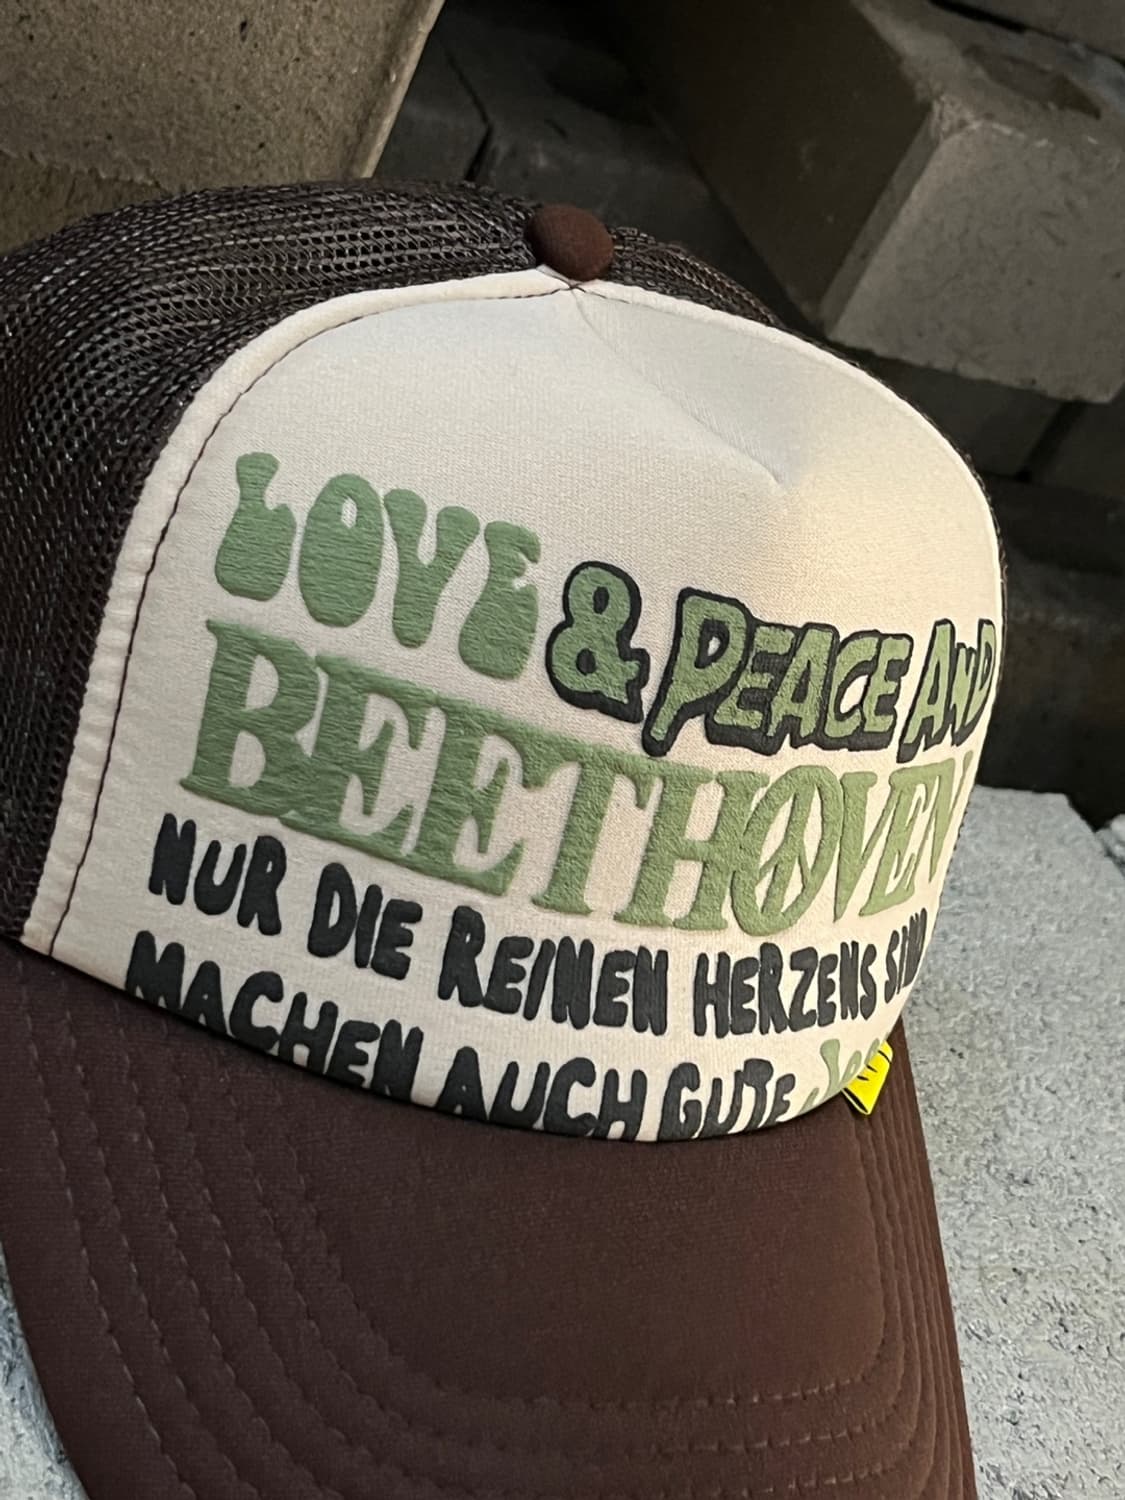 LOVE & PEACE AND
BEETHOVEN
NUR DIE REINEN HERZENS SIND
MACHEN AUCH GUTE